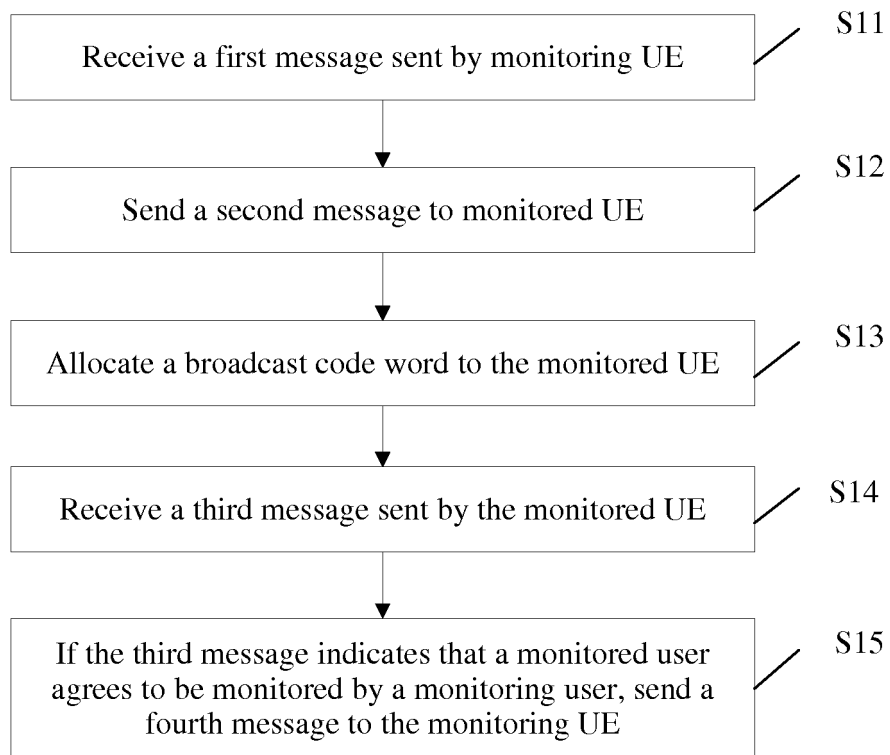 S11
Receive a first message sent by monitoring UE
S12
Send a second message to monitored UE
S13
Allocate a broadcast code word to the monitored UE
S14
Receive a third message sent by the monitored UE
S15
If the third message indicates that a monitored user
agrees to be monitored by a monitoring user, send a
fourth message to the monitoring UE